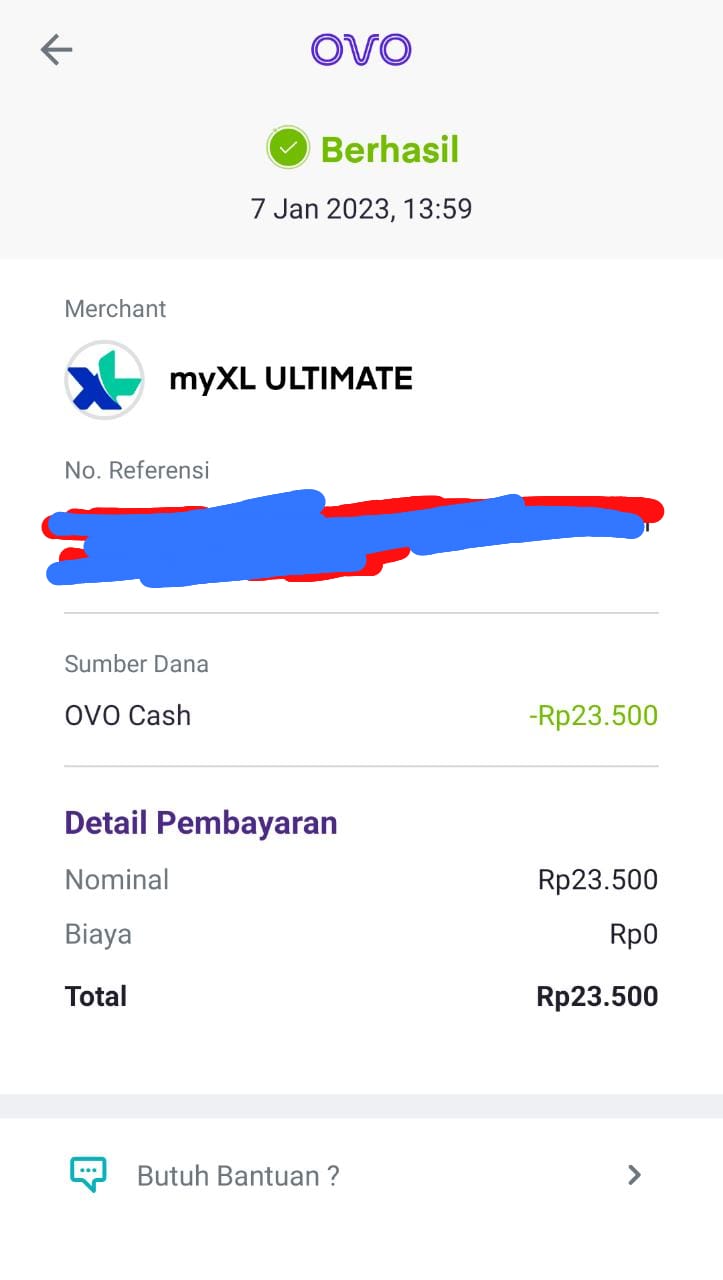 OVO
Berhasil
7 Jan 2023, 13:59
Merchant
XL
myXL ULTIMATE
No. Referensi
Sumber Dana
OVO Cash -Rp23.500
Detail Pembayaran
Nominal Rp23.500
Biaya Rp0
Total Rp23.500
Butuh Bantuan ?